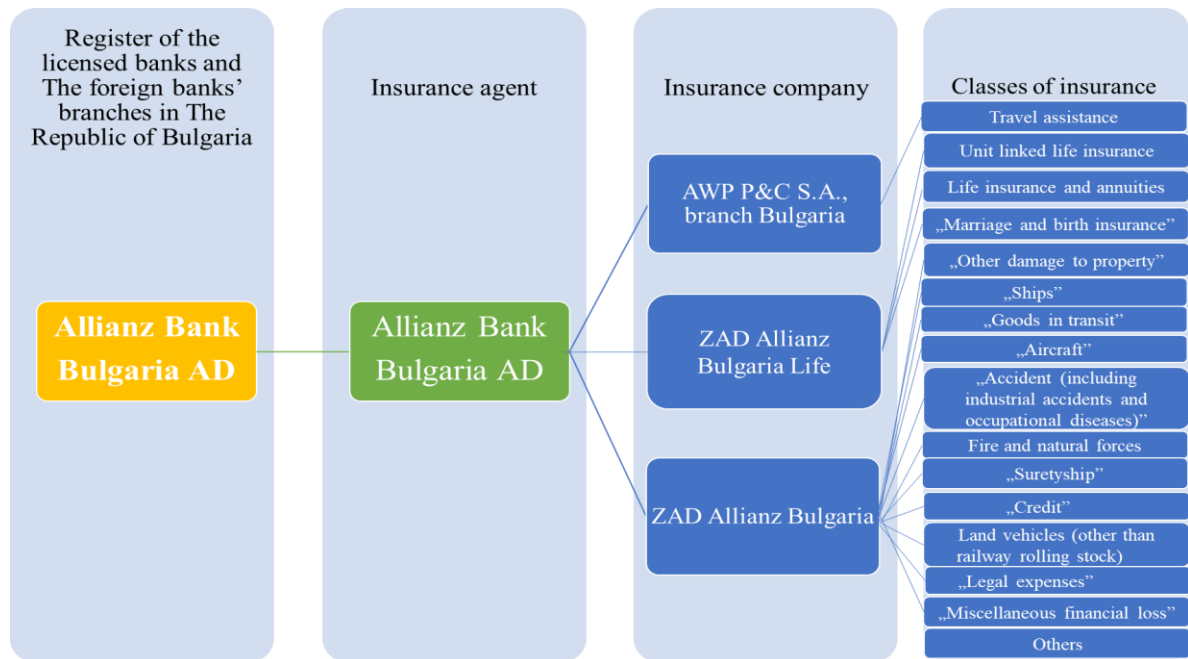 Register of the
licensed banks and
The foreign banks’
branches in The
Republic of Bulgaria
Allianz Bank
Bulgaria AD
Insurance agent
Allianz Bank
Bulgaria AD
Insurance company
AWP P&C S.A.,
branch Bulgaria
ZAD Allianz
Bulgaria Life
ZAD Allianz Bulgaria
Classes of insurance
Travel assistance
Unit linked life insurance
Life insurance and annuities
„Marriage and birth insurance”
„Other damage to property”
„Ships”
„Goods in transit”
„Aircraft”
„Accident (including
industrial accidents and
occupational diseases)”
Fire and natural forces
„Suretyship”
„Credit”
Land vehicles (other than
railway rolling stock)
„Legal expenses”
„Miscellaneous financial loss”
Others